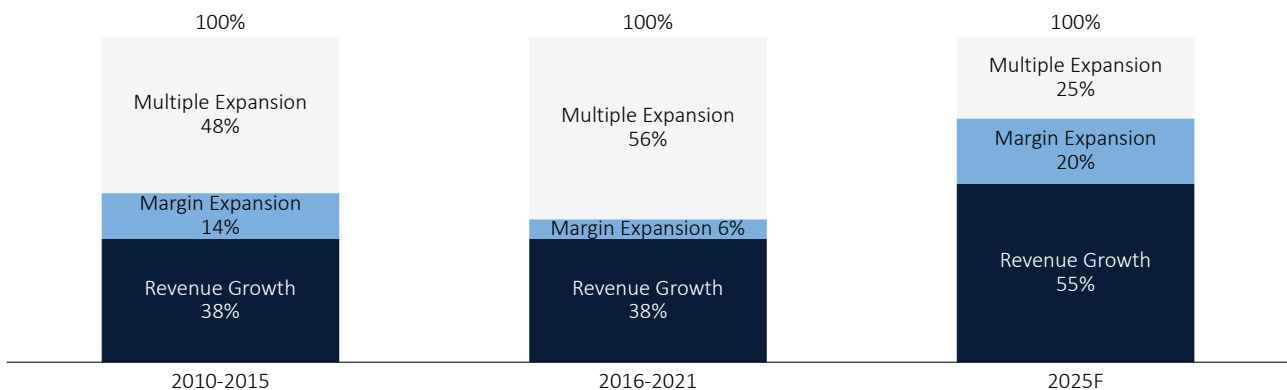 100%
Multiple Expansion
48%
Margin Expansion
14%
Revenue Growth
38%
2010-2015
100%
Multiple Expansion
56%
Margin Expansion 6%
Revenue Growth
38%
2016-2021
100%
Multiple Expansion
25%
Margin Expansion
20%
Revenue Growth
55%
2025F